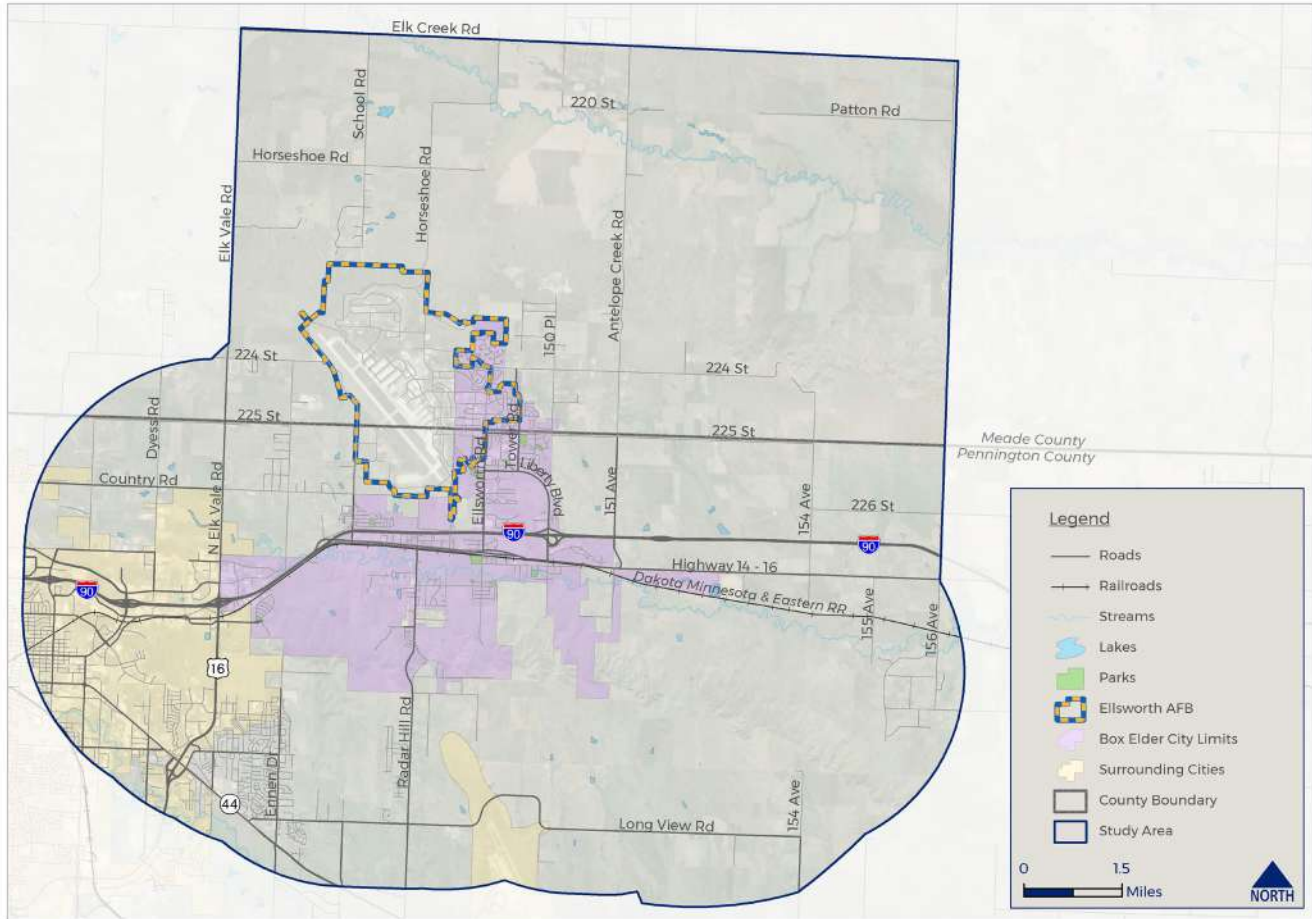 Elk Creek Rd
School Rd
220 St
Patton Rd
Horseshoe Rd
Horseshoe Rd
Elk Vale Rd
Antelope Creek Rd
150 Pl
224 St
224 St
Dyess Rd
225 St
225 St
Tower Rd
Meade County
Pennington County
Country Rd
N Elk Vale Rd
Ellsworth Rd
Liberty Blvd
151 Ave
154 Ave
226 St
90
90
90
Highway 14 - 16
Dakota Minnesota & Eastern RR
155 Ave
156 Ave
16
Radar Hill Rd
Ennen Dr
44
Long View Rd
154 Ave
Legend
Roads
Railroads
Streams
Lakes
Parks
Ellsworth AFB
Box Elder City Limits
Surrounding Cities
County Boundary
Study Area
0 1.5
Miles
NORTH